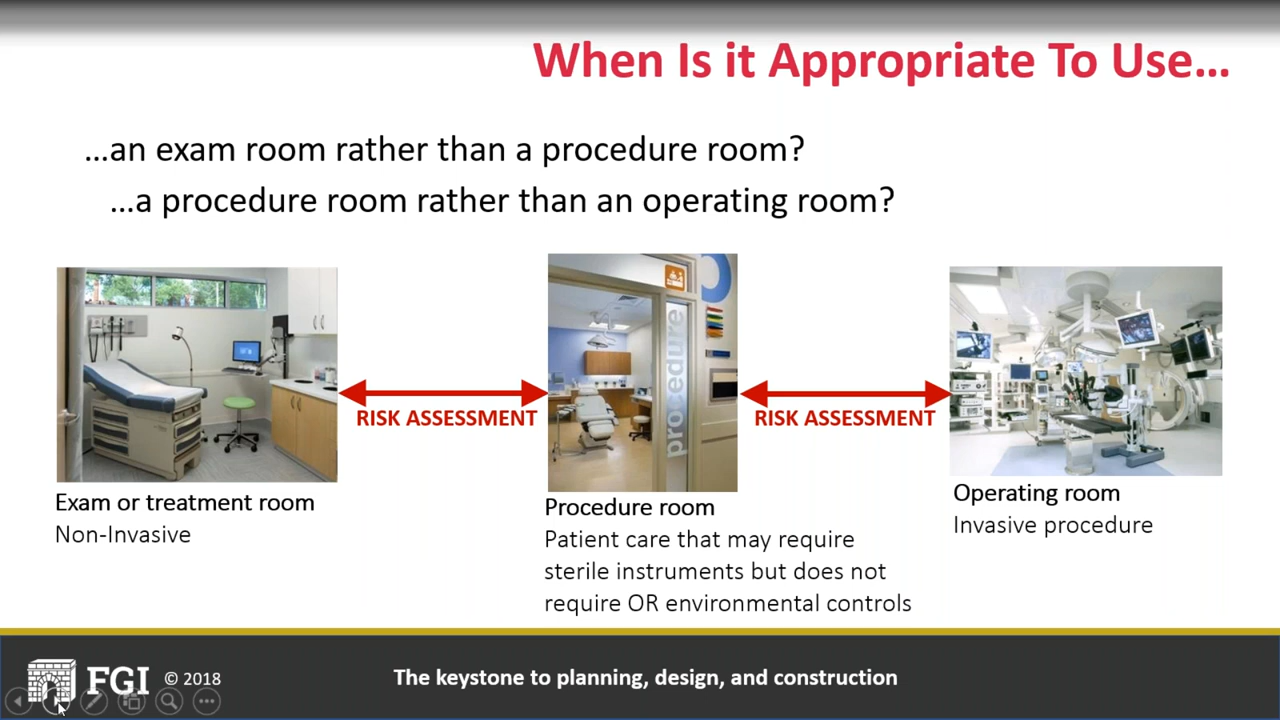 When Is it Appropriate To Use...
...an exam room rather than a procedure room?
...a procedure room rather than an operating room?
procedure
RISK ASSESSMENT
RISK ASSESSMENT
Exam or treatment room
Non-Invasive
Procedure room
Patient care that may require
sterile instruments but does not
require OR environmental controls
Operating room
Invasive procedure
FGI © 2018
The keystone to planning, design, and construction